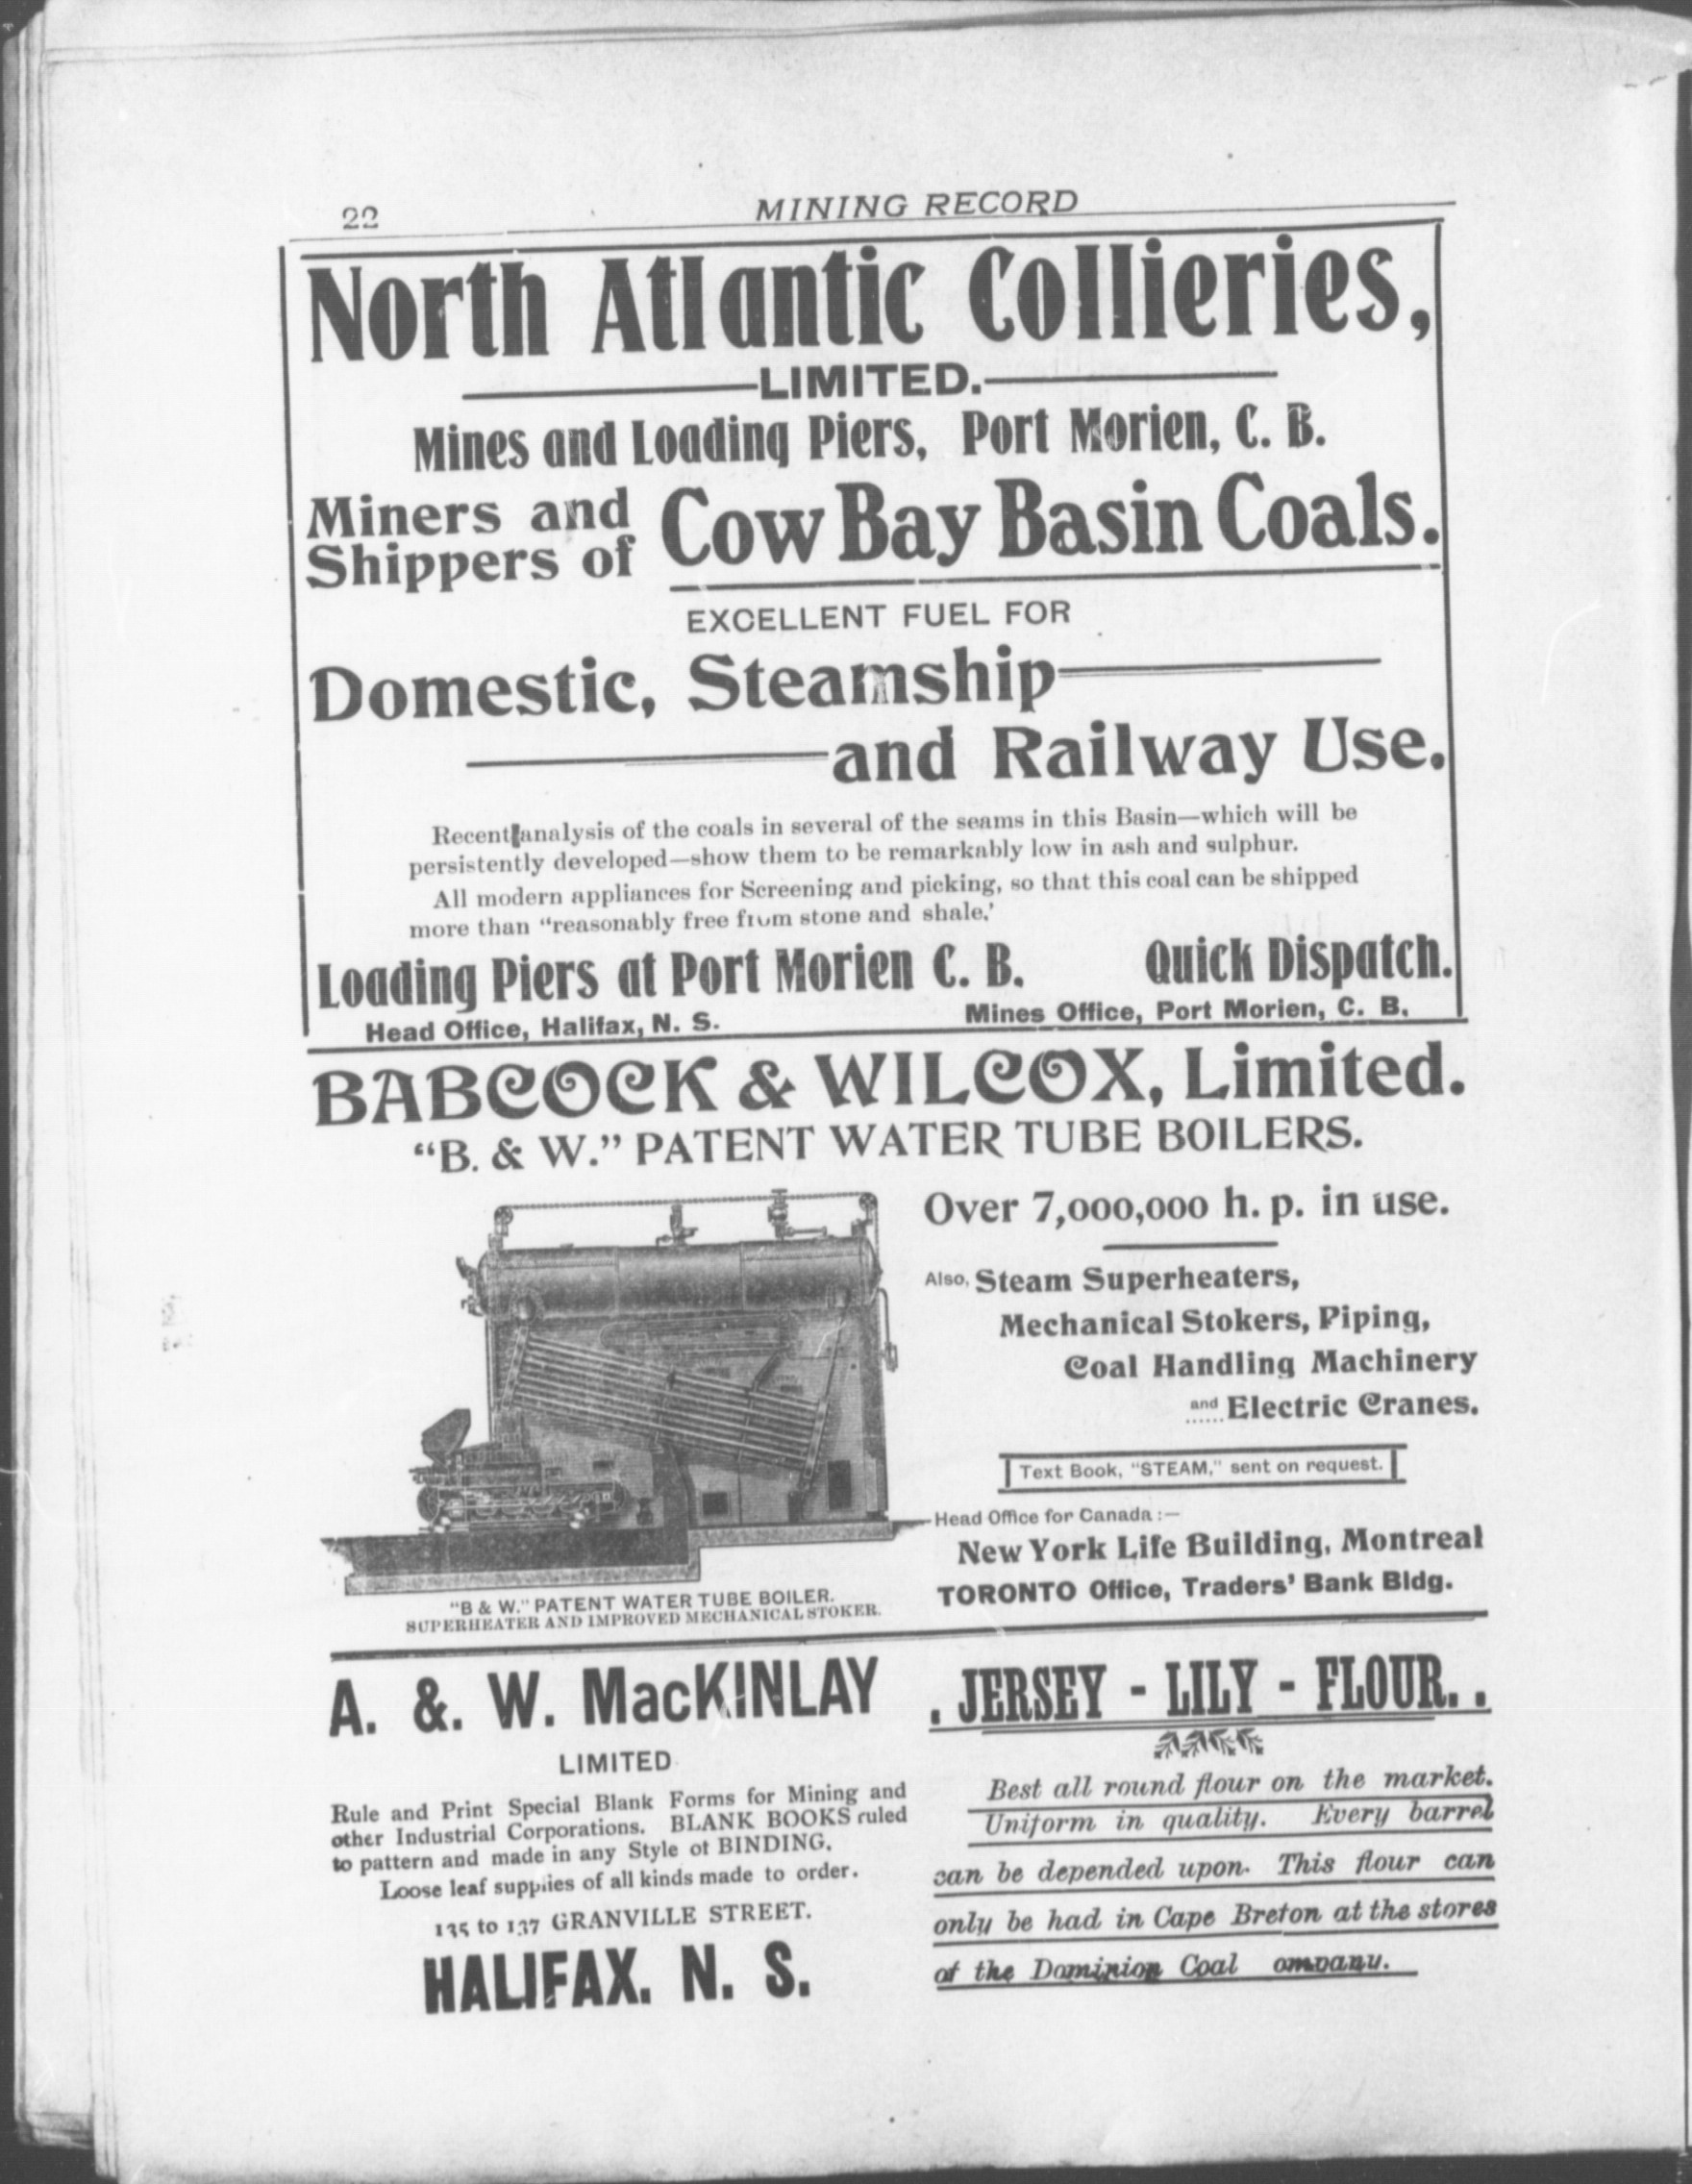 22
MINING RECORD
North Atlantic Collieries,
LIMITED.
Mines and Loading Piers, Port Morien, C. B.
Miners and
Shippers of
Cow Bay Basin Coals.
EXCELLENT FUEL FOR
Domestic, Steamship
and Railway Use.
Recent analysis of the coals in several of the seams in this Basin—which will be
persistently developed—show them to be remarkably low in ash and sulphur.
All modern appliances for Screening and picking, so that this coal can be shipped
more than "reasonably free from stone and shale.'
Loading Piers at Port Morien C. B. Quick Dispatch.
Head Office, Halifax, N. S. Mines Office, Port Morien, C. B.
BABCOCK & WILCOX, Limited.
"B. & W." PATENT WATER TUBE BOILERS.
Over 7,000,000 h. p. in use.
Also, Steam Superheaters,
Mechanical Stokers, Piping,
Coal Handling Machinery
and Electric Cranes.
Text Book, "STEAM," sent on request.
Head Office for Canada :—
New York Life Building, Montreal
TORONTO Office, Traders' Bank Bldg.
"B & W." PATENT WATER TUBE BOILER.
SUPERHEATER AND IMPROVED MECHANICAL STOKER.
A. &. W. MacKINLAY
LIMITED
Rule and Print Special Blank Forms for Mining and
other Industrial Corporations. BLANK BOOKS ruled
to pattern and made in any Style of BINDING.
Loose leaf supplies of all kinds made to order.
135 to 137 GRANVILLE STREET.
HALIFAX. N. S.
. JERSEY - LILY - FLOUR. .
Best all round flour on the market.
Uniform in quality. Every barrel
can be depended upon. This flour can
only be had in Cape Breton at the stores
of the Dominion Coal ompany.